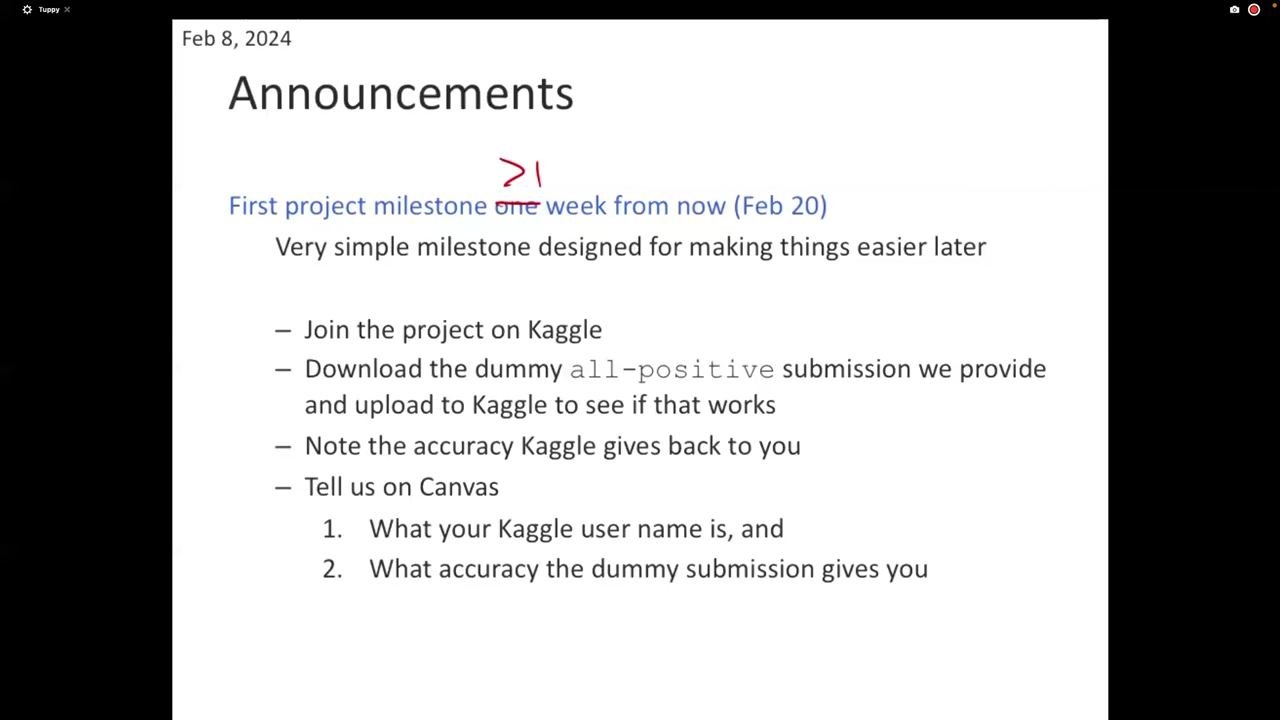 Tuppy
Feb 8, 2024
Announcements
>1
First project milestone one week from now (Feb 20)
Very simple milestone designed for making things easier later
– Join the project on Kaggle
– Download the dummy all-positive submission we provide
and upload to Kaggle to see if that works
– Note the accuracy Kaggle gives back to you
– Tell us on Canvas
1. What your Kaggle user name is, and
2. What accuracy the dummy submission gives you